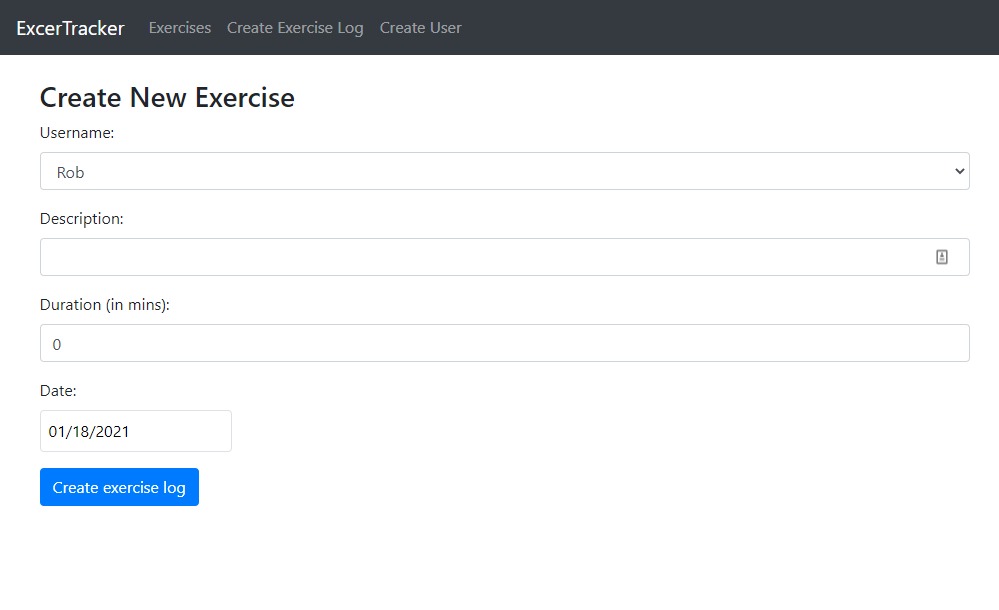 ExcerTracker Exercises Create Exercise Log Create User
Create New Exercise
Username:
Rob
Description:
Duration (in mins):
0
Date:
01/18/2021
Create exercise log